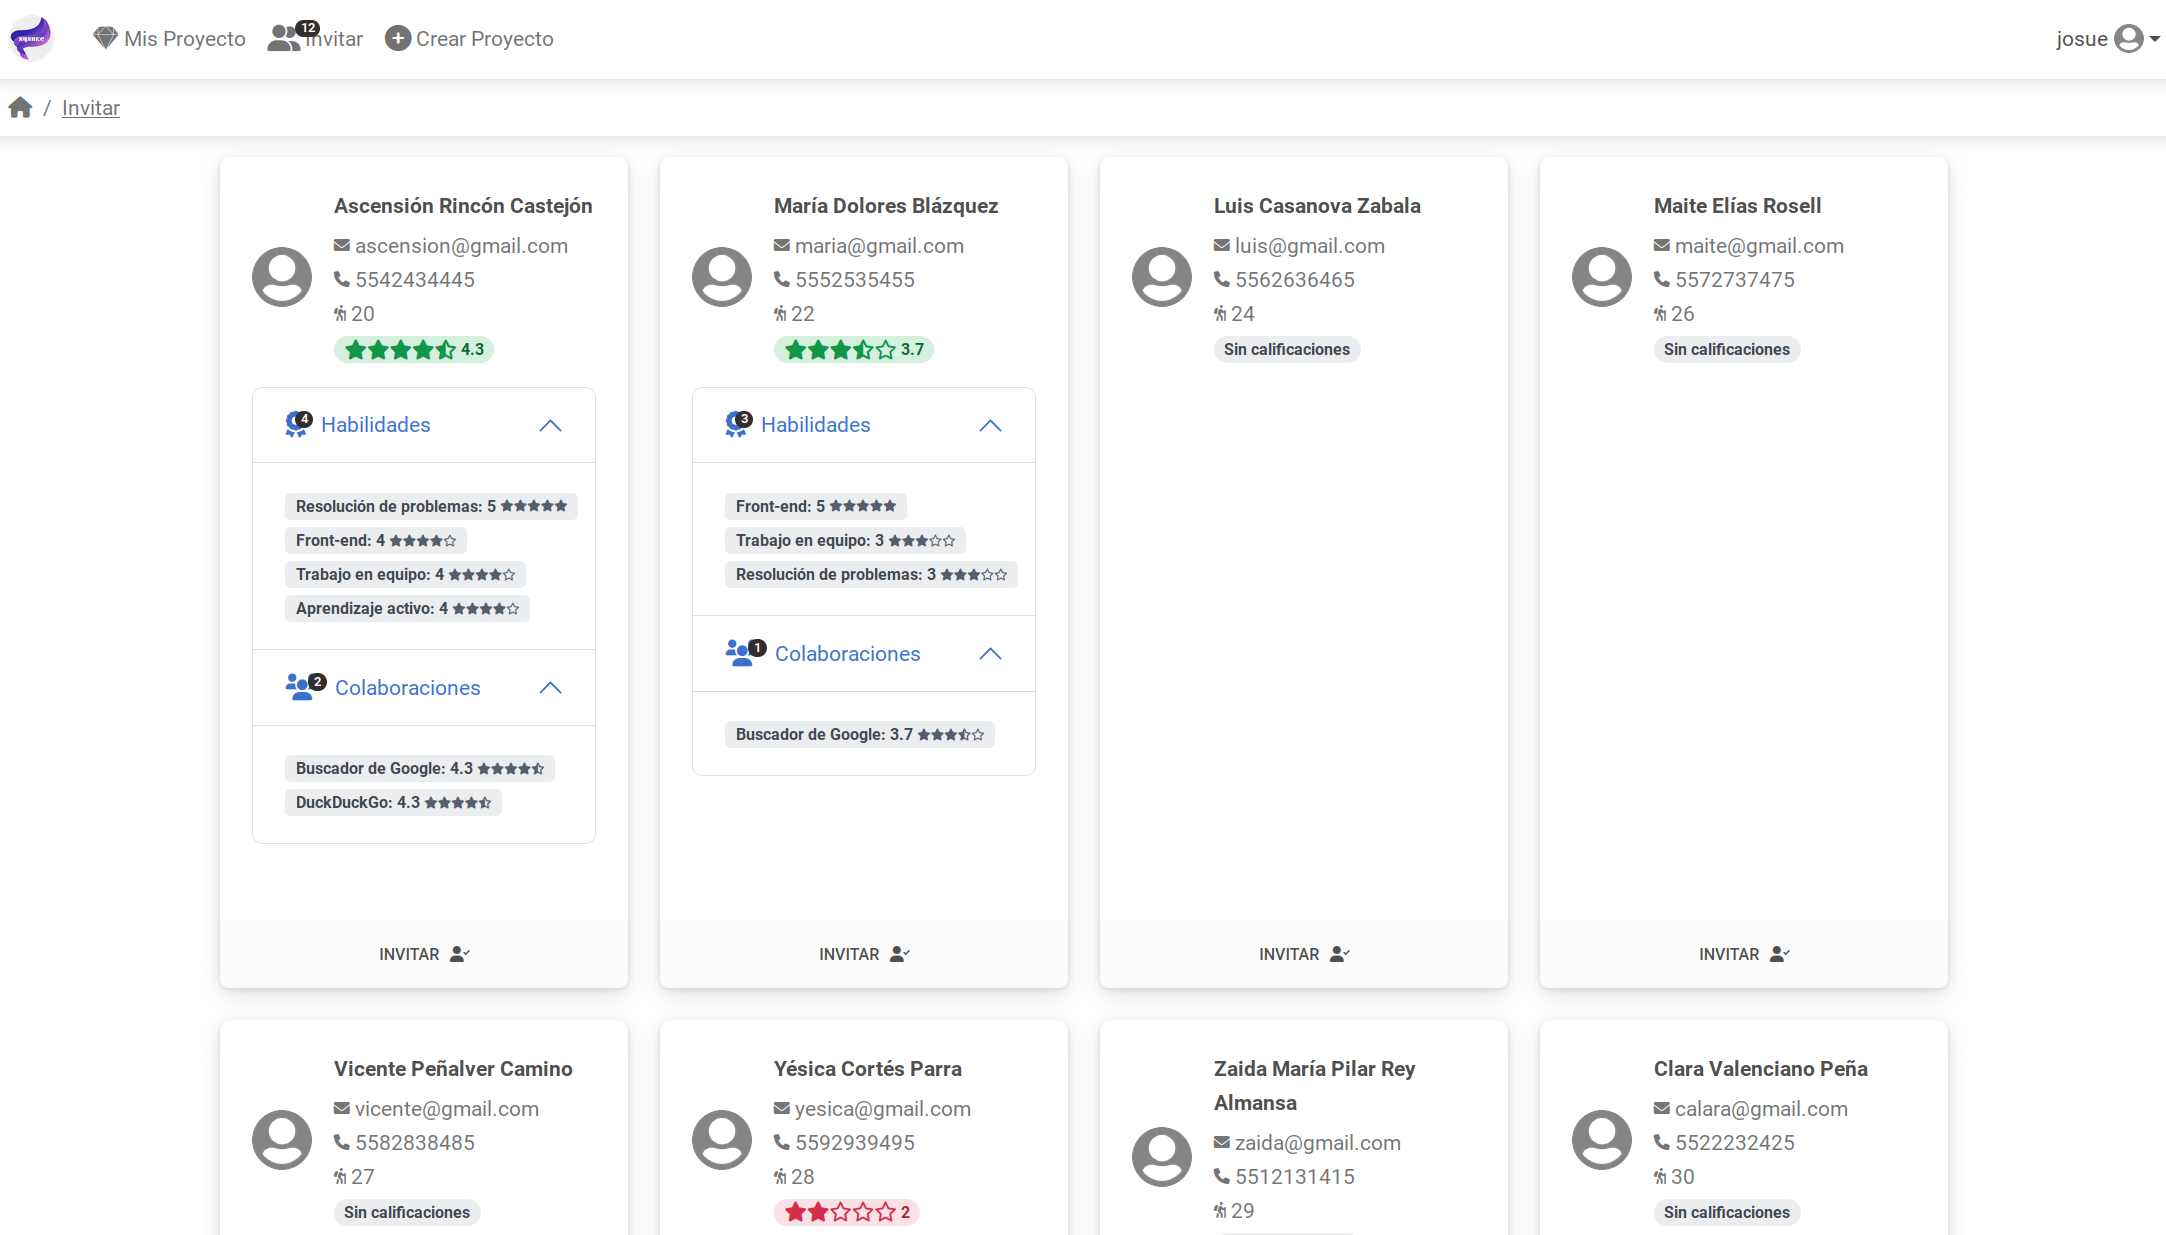 Mis Proyecto
12
Invitar
Crear Proyecto
josue
/ Invitar
Ascensión Rincón Castejón
ascension@gmail.com
5542434445
20
4.3
4 Habilidades
Resolución de problemas: 5
Front-end: 4
Trabajo en equipo: 4
Aprendizaje activo: 4
2 Colaboraciones
Buscador de Google: 4.3
DuckDuckGo: 4.3
INVITAR
María Dolores Blázquez
maria@gmail.com
5552535455
22
3.7
3 Habilidades
Front-end: 5
Trabajo en equipo: 3
Resolución de problemas: 3
1 Colaboraciones
Buscador de Google: 3.7
INVITAR
Luis Casanova Zabala
luis@gmail.com
5562636465
24
Sin calificaciones
INVITAR
Maite Elías Rosell
maite@gmail.com
5572737475
26
Sin calificaciones
INVITAR
Vicente Peñalver Camino
vicente@gmail.com
5582838485
27
Sin calificaciones
Yésica Cortés Parra
yesica@gmail.com
5592939495
28
2
Zaida María Pilar Rey
Almansa
zaida@gmail.com
5512131415
29
Clara Valenciano Peña
calara@gmail.com
5522232425
30
Sin calificaciones